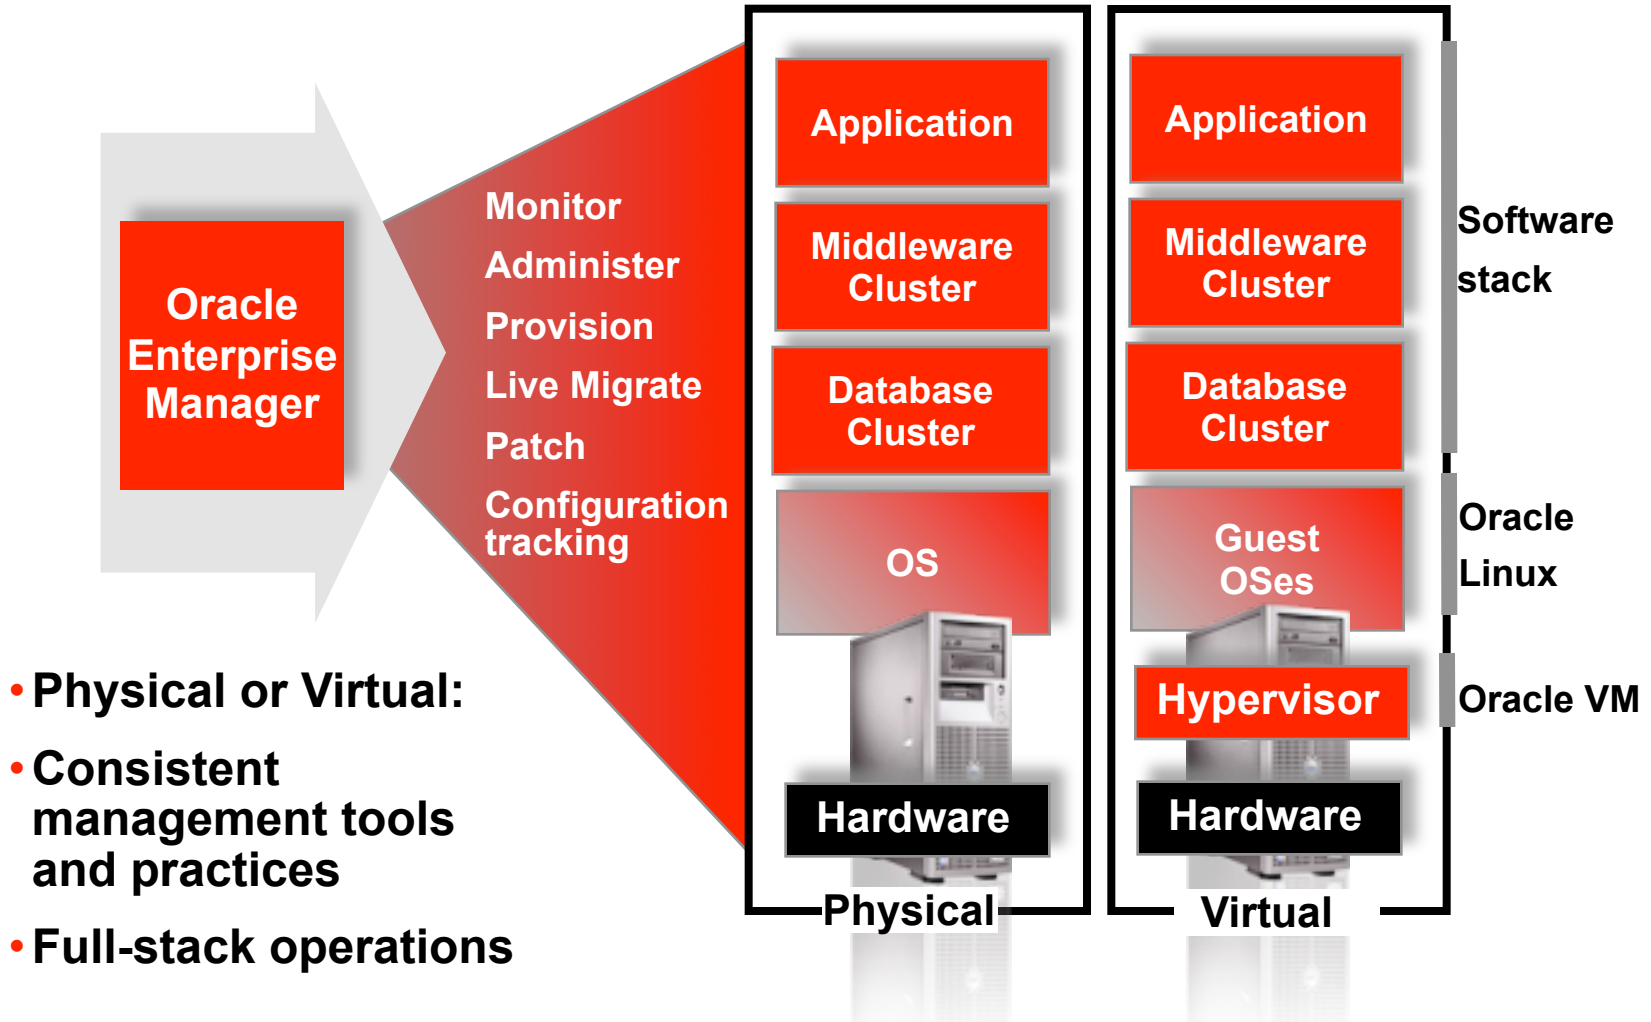 Oracle
Enterprise
Manager
Monitor
Administer
Provision
Live Migrate
Patch
Configuration
tracking
Application
Middleware
Cluster
Database
Cluster
OS
Hardware
Physical
Application
Middleware
Cluster
Database
Cluster
Guest
OSes
Hypervisor
Hardware
Virtual
Software
stack
Oracle
Linux
Oracle VM
• Physical or Virtual:
• Consistent
management tools
and practices
• Full-stack operations